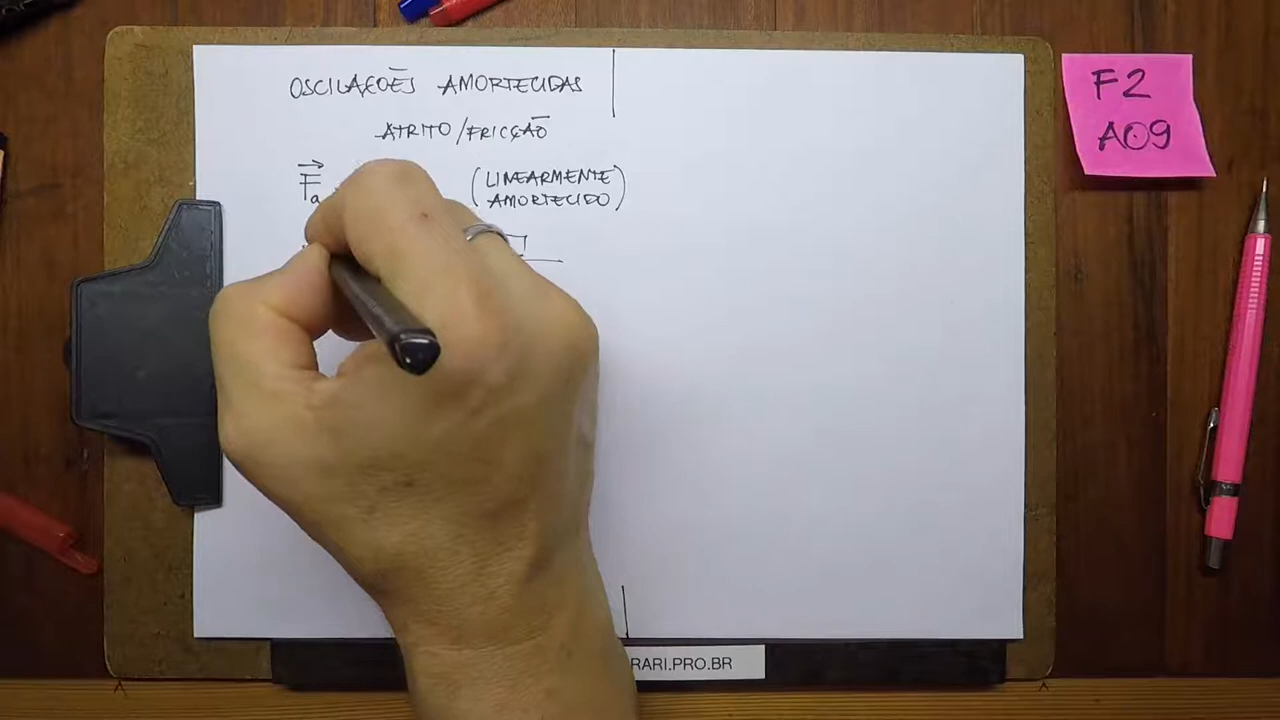 OSCILAÇÕES AMORTECIDAS
ATRITO/FRICÇÃO
F⃗a
(LINEARMENTE
AMORTECIDO)
F2
A09
RARI.PRO.BR